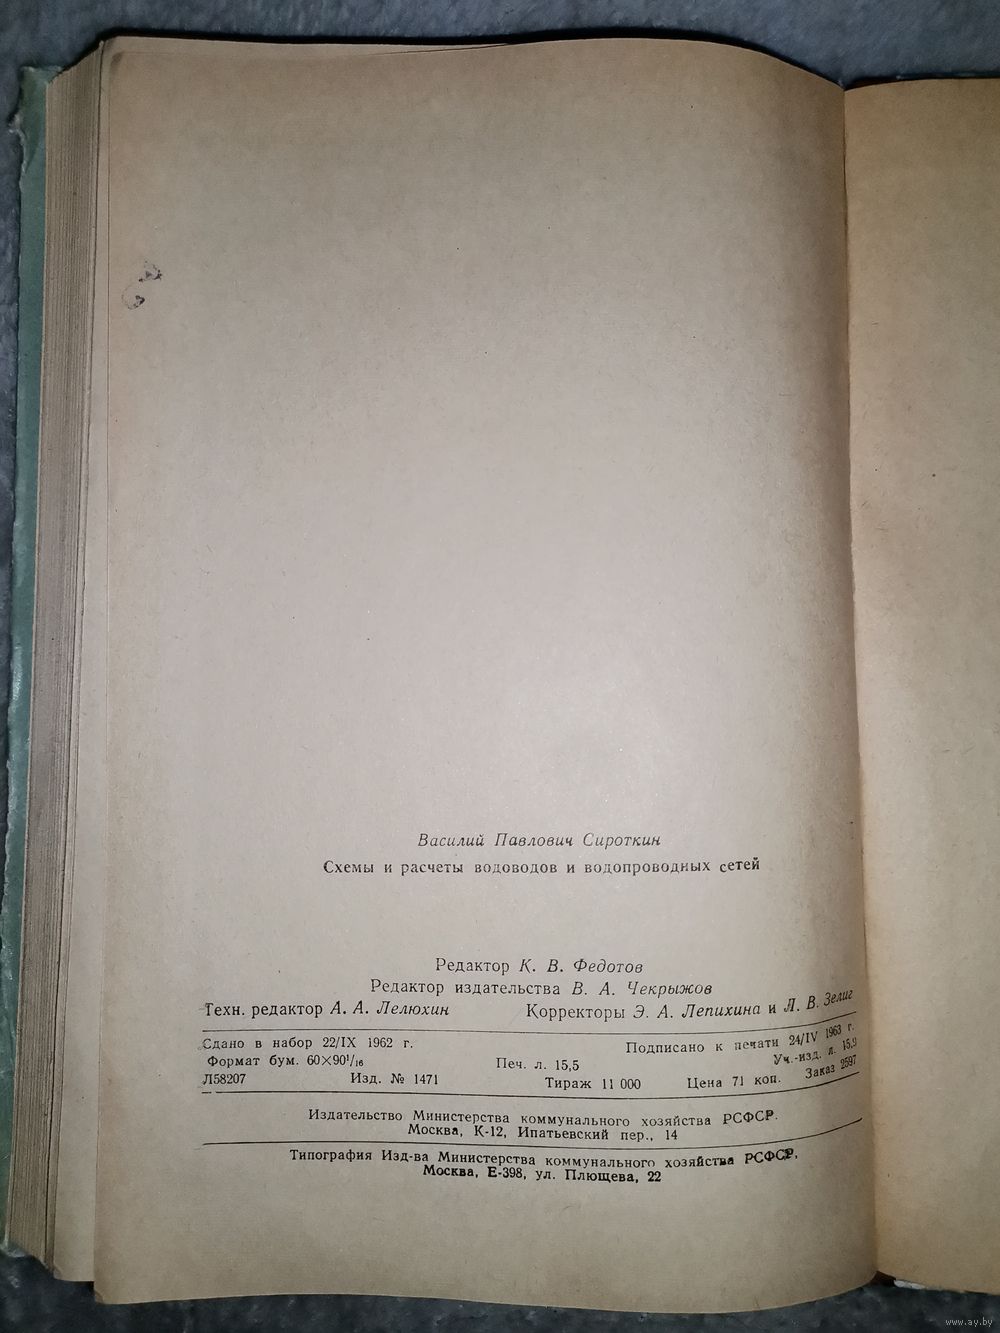 Василий Павлович Сироткин
Схемы и расчеты водоводов и водопроводных сетей
Редактор К. В. Федотов
Редактор издательства В. А. Чекрыжов
Техн. редактор А. А. Лелюхин Корректоры Э. А. Лепихина и Л. В. Зелиг
Сдано в набор 22/IX 1962 г. Подписано к печати 24/IV 1963 г.
Формат бум. 60×90¹/₁₆ Печ. л. 15,5 Уч.-изд. л. 15,9
Л58207 Изд. № 1471 Тираж 11 000 Цена 71 коп. Заказ 2597
Издательство Министерства коммунального хозяйства РСФСР.
Москва, К-12, Ипатьевский пер., 14
Типография Изд-ва Министерства коммунального хозяйства РСФСР,
Москва, Е-398, ул. Плющева, 22
www.ay.by